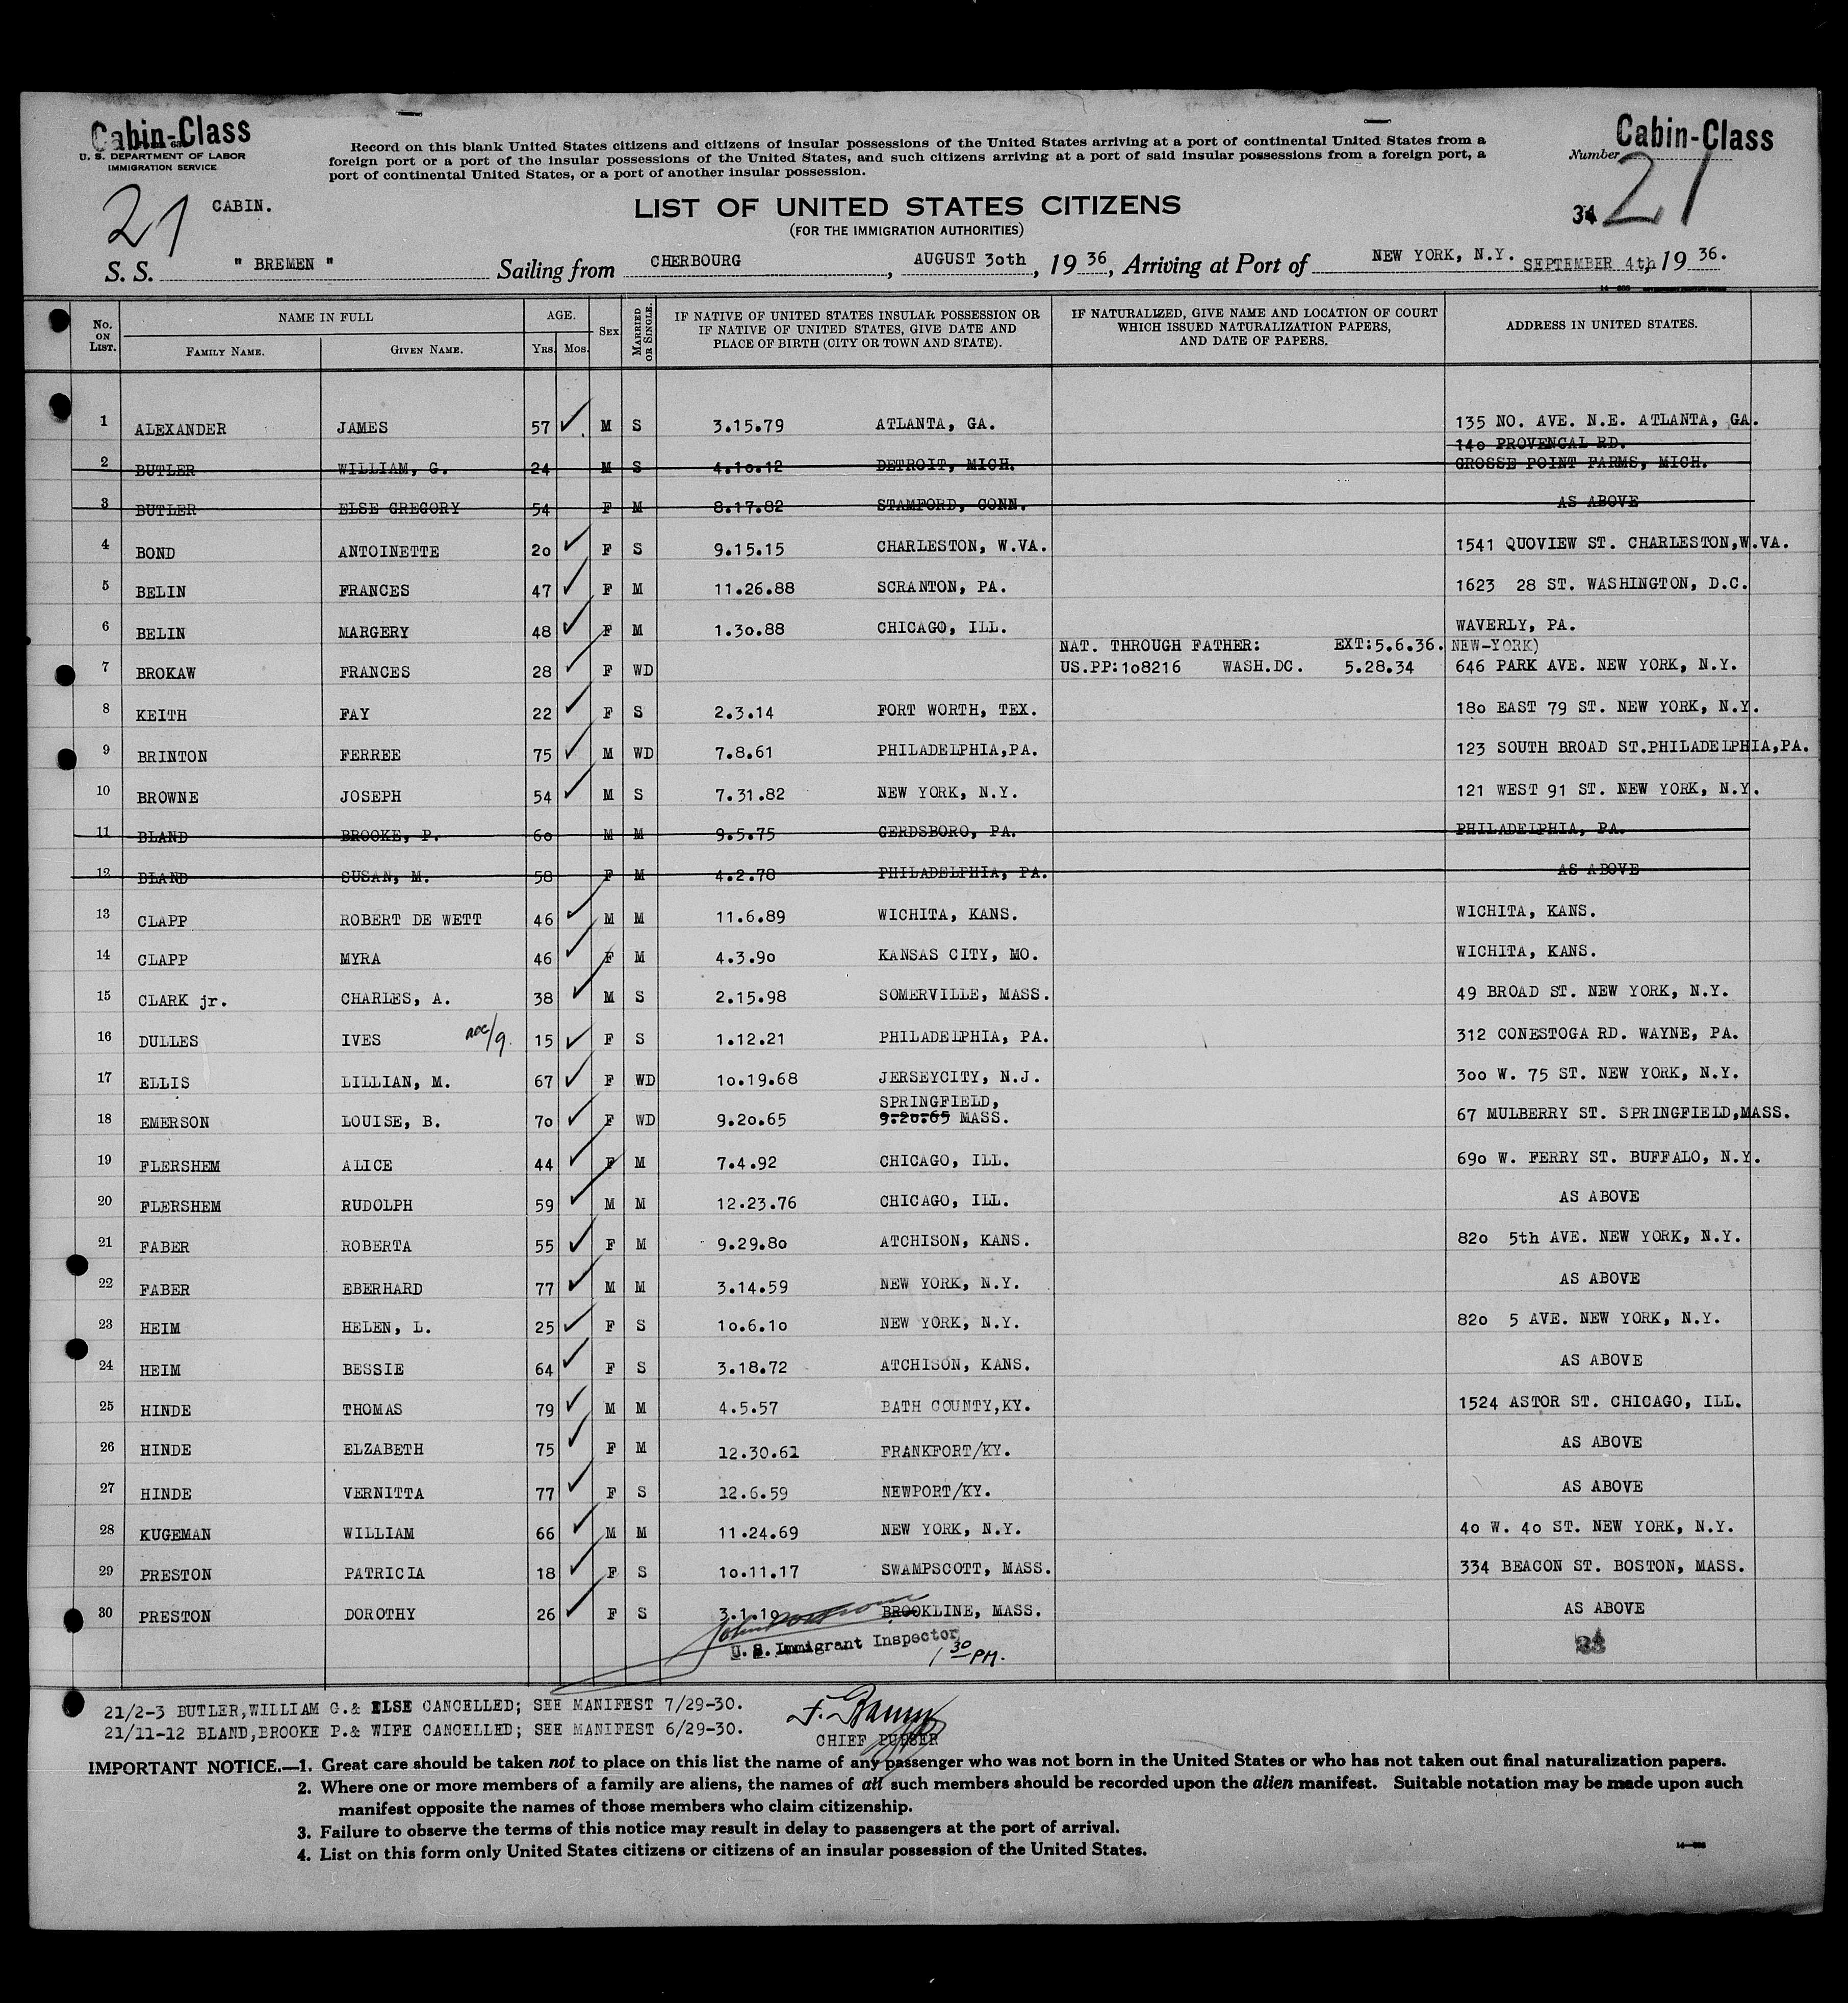 Cabin-Class
U. S. DEPARTMENT OF LABOR
IMMIGRATION SERVICE
Record on this blank United States citizens and citizens of insular possessions of the United States arriving at a port of continental United States from a
foreign port or a port of the insular possessions of the United States, and such citizens arriving at a port of said insular possessions from a foreign port, a
port of continental United States, or a port of another insular possession.
Cabin-Class
Number 21
34
21 CABIN.
LIST OF UNITED STATES CITIZENS
(FOR THE IMMIGRATION AUTHORITIES)
S. S. " BREMEN " Sailing from CHERBOURG, AUGUST 30th, 19 36, Arriving at Port of NEW YORK, N.Y. SEPTEMBER 4th, 19 36.
No. ON LIST. NAME IN FULL FAMILY NAME. GIVEN NAME. AGE. YRS. MOS. SEX MARRIED OR SINGLE. IF NATIVE OF UNITED STATES INSULAR POSSESSION OR IF NATIVE OF UNITED STATES, GIVE DATE AND PLACE OF BIRTH (CITY OR TOWN AND STATE). IF NATURALIZED, GIVE NAME AND LOCATION OF COURT WHICH ISSUED NATURALIZATION PAPERS, AND DATE OF PAPERS. ADDRESS IN UNITED STATES.
1 ALEXANDER JAMES 57 ✓ M S 3.15.79 ATLANTA, GA. 135 NO. AVE. N.E. ATLANTA, GA.
140 PROVENCAL RD.
2 BUTLER WILLIAM, G. 24 M S 4.10.12 DETROIT, MICH. GROSSE POINT FARMS, MICH.
3 BUTLER ELSE GREGORY 54 F M 8.17.82 STAMFORD, CONN. AS ABOVE
4 BOND ANTOINETTE 20 ✓ F S 9.15.15 CHARLESTON, W.VA. 1541 QUOVIEW ST. CHARLESTON,W.VA.
5 BELIN FRANCES 47 ✓ F M 11.26.88 SCRANTON, PA. 1623 28 ST. WASHINGTON, D.C.
6 BELIN MARGERY 48 ✓ F M 1.30.88 CHICAGO, ILL. WAVERLY, PA.
NAT. THROUGH FATHER: EXT:5.6.36. NEW-YORK)
7 BROKAW FRANCES 28 ✓ F WD US.PP:108216 WASH.DC. 5.28.34 646 PARK AVE. NEW YORK, N.Y.
8 KEITH FAY 22 ✓ F S 2.3.14 FORT WORTH, TEX. 180 EAST 79 ST. NEW YORK, N.Y.
9 BRINTON FERREE 75 ✓ M WD 7.8.61 PHILADELPHIA,PA. 123 SOUTH BROAD ST.PHILADELPHIA,PA.
10 BROWNE JOSEPH 54 ✓ M S 7.31.82 NEW YORK, N.Y. 121 WEST 91 ST. NEW YORK, N.Y.
11 BLAND BROOKE, P. 60 M M 9.5.75 GERDSBORO, PA. PHILADELPHIA, PA.
12 BLAND SUSAN, M. 58 F M 4.2.78 PHILADELPHIA, PA. AS ABOVE
13 CLAPP ROBERT DE WETT 46 ✓ M M 11.6.89 WICHITA, KANS. WICHITA, KANS.
14 CLAPP MYRA 46 ✓ F M 4.3.90 KANSAS CITY, MO. WICHITA, KANS.
15 CLARK jr. CHARLES, A. 38 ✓ M S 2.15.98 SOMERVILLE, MASS. 49 BROAD ST. NEW YORK, N.Y.
16 DULLES IVES 15 ✓ F S 1.12.21 PHILADELPHIA, PA. 312 CONESTOGA RD. WAYNE, PA.
17 ELLIS LILLIAN, M. 67 ✓ F WD 10.19.68 JERSEYCITY, N.J. 300 W. 75 ST. NEW YORK, N.Y.
SPRINGFIELD,
18 EMERSON LOUISE, B. 70 ✓ F WD 9.20.65 9.20.65 MASS. 67 MULBERRY ST. SPRINGFIELD,MASS.
19 FLERSHEM ALICE 44 ✓ F M 7.4.92 CHICAGO, ILL. 690 W. FERRY ST. BUFFALO, N.Y.
20 FLERSHEM RUDOLPH 59 ✓ M M 12.23.76 CHICAGO, ILL. AS ABOVE
21 FABER ROBERTA 55 ✓ F M 9.29.80 ATCHISON, KANS. 820 5th AVE. NEW YORK, N.Y.
22 FABER EBERHARD 77 ✓ M M 3.14.59 NEW YORK, N.Y. AS ABOVE
23 HEIM HELEN, L. 25 ✓ F S 10.6.10 NEW YORK, N.Y. 820 5 AVE. NEW YORK, N.Y.
24 HEIM BESSIE 64 ✓ F S 3.18.72 ATCHISON, KANS. AS ABOVE
25 HINDE THOMAS 79 ✓ M M 4.5.57 BATH COUNTY,KY. 1524 ASTOR ST. CHICAGO, ILL.
26 HINDE ELZABETH 75 ✓ F M 12.30.61 FRANKFORT/KY. AS ABOVE
27 HINDE VERNITTA 77 ✓ F S 12.6.59 NEWPORT/KY. AS ABOVE
28 KUGEMAN WILLIAM 66 ✓ M M 11.24.69 NEW YORK, N.Y. 40 W. 40 ST. NEW YORK, N.Y.
29 PRESTON PATRICIA 18 ✓ F S 10.11.17 SWAMPSCOTT, MASS. 334 BEACON ST. BOSTON, MASS.
30 PRESTON DOROTHY 26 ✓ F S 3.1.10 BROOKLINE, MASS. AS ABOVE
U. S. Immigrant Inspector
1 30 PM.
21/2-3 BUTLER,WILLIAM G.& ELSE CANCELLED; SEE MANIFEST 7/29-30.
21/11-12 BLAND,BROOKE P.& WIFE CANCELLED; SEE MANIFEST 6/29-30.
CHIEF PURSER
IMPORTANT NOTICE.—1. Great care should be taken not to place on this list the name of any passenger who was not born in the United States or who has not taken out final naturalization papers.
2. Where one or more members of a family are aliens, the names of all such members should be recorded upon the alien manifest. Suitable notation may be made upon such
manifest opposite the names of those members who claim citizenship.
3. Failure to observe the terms of this notice may result in delay to passengers at the port of arrival.
4. List on this form only United States citizens or citizens of an insular possession of the United States.